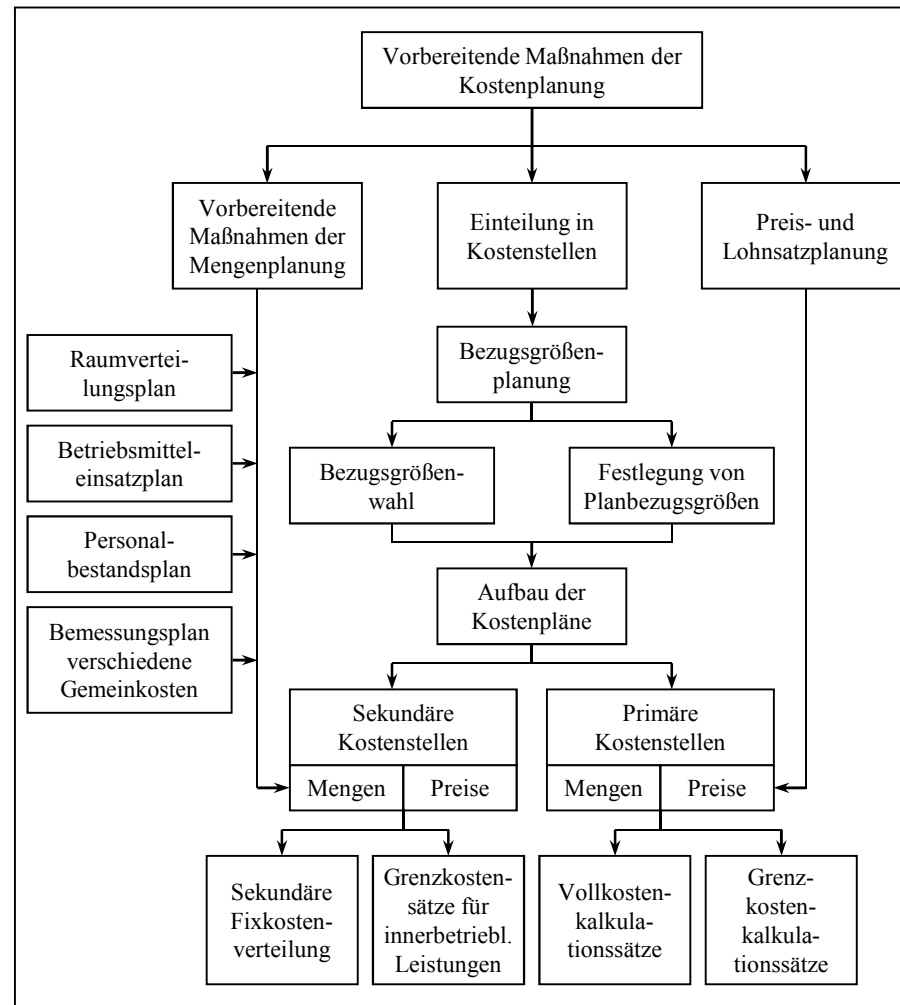 Vorbereitende Maßnahmen der
Kostenplanung
Vorbereitende
Maßnahmen der
Mengenplanung
Einteilung in
Kostenstellen
Preis- und
Lohnsatzplanung
Raumvertei-
lungsplan
Bezugsgrößen-
planung
Betriebsmittel-
einsatzplan
Bezugsgrößen-
wahl
Festlegung von
Planbezugsgrößen
Personal-
bestandsplan
Aufbau der
Kostenpläne
Bemessungsplan
verschiedene
Gemeinkosten
Sekundäre
Kostenstellen
Mengen
Preise
Primäre
Kostenstellen
Mengen
Preise
Sekundäre
Fixkosten-
verteilung
Grenzkosten-
sätze für
innerbetriebl.
Leistungen
Vollkosten-
kalkula-
tionssätze
Grenz-
kosten-
kalkula-
tionssätze